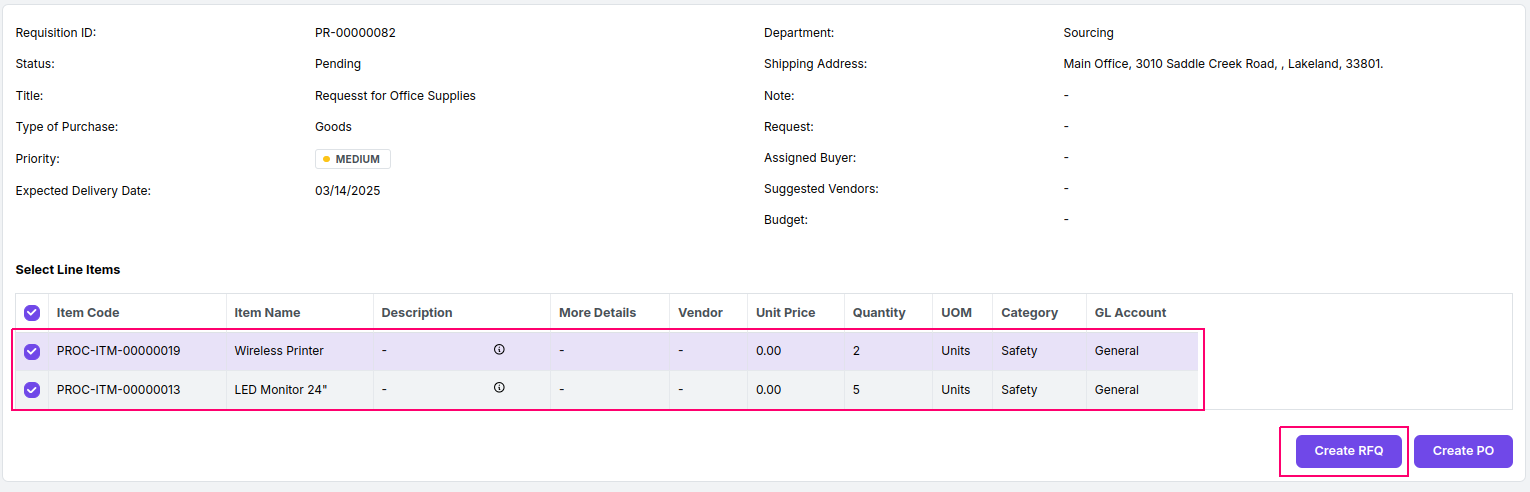 Requisition ID: PR-00000082
Status: Pending
Title: Requesst for Office Supplies
Type of Purchase: Goods
Priority: MEDIUM
Expected Delivery Date: 03/14/2025
Department: Sourcing
Shipping Address: Main Office, 3010 Saddle Creek Road, , Lakeland, 33801.
Note: -
Request: -
Assigned Buyer: -
Suggested Vendors: -
Budget: -
Select Line Items
Item Code Item Name Description More Details Vendor Unit Price Quantity UOM Category GL Account
PROC-ITM-00000019 Wireless Printer - - - 0.00 2 Units Safety General
PROC-ITM-00000013 LED Monitor 24" - - - 0.00 5 Units Safety General
Create RFQ Create PO